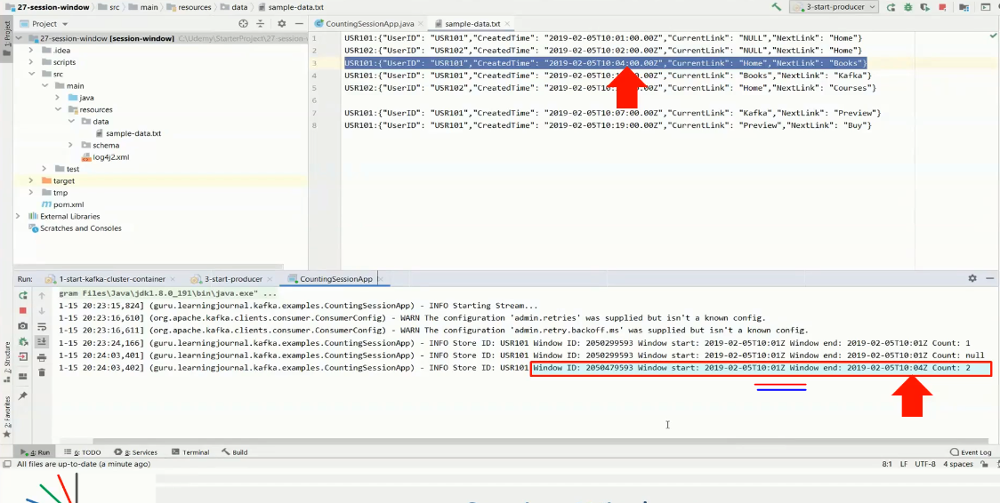 27-session-window src main resources data sample-data.txt 3-start-producer
1: Project
Project CountingSessionApp.java sample-data.txt
27-session-window [session-window] C:\Udemy\StarterProject\27-session
.idea
scripts
src
main
java
resources
data
sample-data.txt
schema
log4j2.xml
test
target
tmp
pom.xml
External Libraries
Scratches and Consoles
1 USR101:{"UserID": "USR101","CreatedTime": "2019-02-05T10:01:00.00Z","CurrentLink": "NULL","NextLink": "Home"}
2 USR102:{"UserID": "USR102","CreatedTime": "2019-02-05T10:02:00.00Z","CurrentLink": "NULL","NextLink": "Home"}
3 USR101:{"UserID": "USR101","CreatedTime": "2019-02-05T10:04:00.00Z","CurrentLink": "Home","NextLink": "Books"}
4 USR101:{"UserID": "USR101","CreatedTime": "2019-02-05T10: :00.00Z","CurrentLink": "Books","NextLink": "Kafka"}
5 USR102:{"UserID": "USR102","CreatedTime": "2019-02-05T10: :00.00Z","CurrentLink": "Home","NextLink": "Courses"}
6
7 USR101:{"UserID": "USR101","CreatedTime": "2019-02-05T10:07:00.00Z","CurrentLink": "Kafka","NextLink": "Preview"}
8 USR101:{"UserID": "USR101","CreatedTime": "2019-02-05T10:19:00.00Z","CurrentLink": "Preview","NextLink": "Buy"}
Run: 1-start-kafka-cluster-container 3-start-producer CountingSessionApp
gram Files\Java\jdk1.8.0_191\bin\java.exe" ...
1-15 20:23:15,824] (guru.learningjournal.kafka.examples.CountingSessionApp) - INFO Starting Stream...
1-15 20:23:16,610] (org.apache.kafka.clients.consumer.ConsumerConfig) - WARN The configuration 'admin.retries' was supplied but isn't a known config.
1-15 20:23:16,611] (org.apache.kafka.clients.consumer.ConsumerConfig) - WARN The configuration 'admin.retry.backoff.ms' was supplied but isn't a known config.
1-15 20:23:24,166] (guru.learningjournal.kafka.examples.CountingSessionApp) - INFO Store ID: USR101 Window ID: 2050299593 Window start: 2019-02-05T10:01Z Window end: 2019-02-05T10:01Z Count: 1
1-15 20:24:03,401] (guru.learningjournal.kafka.examples.CountingSessionApp) - INFO Store ID: USR101 Window ID: 2050299593 Window start: 2019-02-05T10:01Z Window end: 2019-02-05T10:01Z Count: null
1-15 20:24:03,402] (guru.learningjournal.kafka.examples.CountingSessionApp) - INFO Store ID: USR101 Window ID: 2050479593 Window start: 2019-02-05T10:01Z Window end: 2019-02-05T10:04Z Count: 2
Z: Structure
2: Favorites
4: Run 6: TODO 8: Services Terminal Build Event Log
All files are up-to-date (a minute ago) 8:1 LF UTF-8 4 spaces